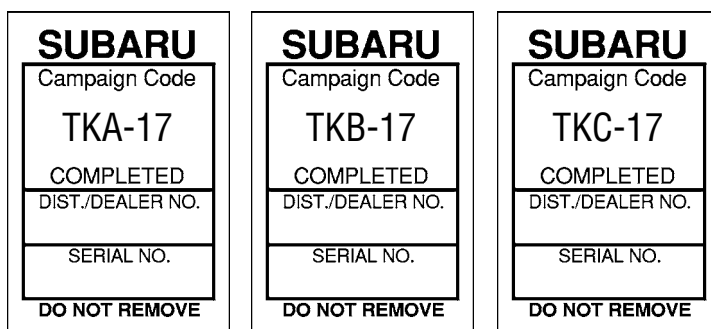 SUBARU
Campaign Code
TKA-17
COMPLETED
DIST./DEALER NO.
SERIAL NO.
DO NOT REMOVE
SUBARU
Campaign Code
TKB-17
COMPLETED
DIST./DEALER NO.
SERIAL NO.
DO NOT REMOVE
SUBARU
Campaign Code
TKC-17
COMPLETED
DIST./DEALER NO.
SERIAL NO.
DO NOT REMOVE